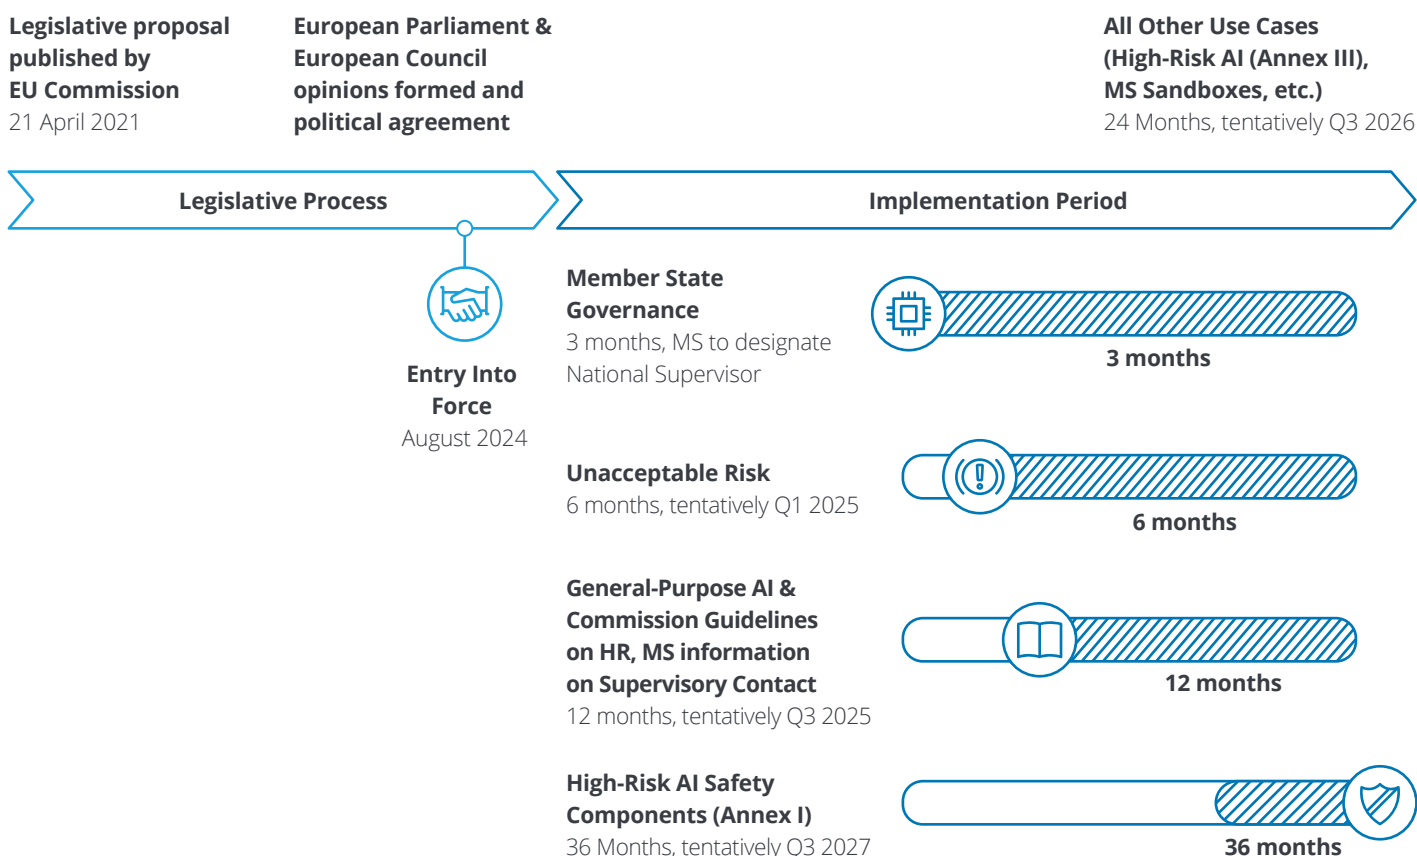 Legislative proposal
published by
EU Commission
21 April 2021
European Parliament &
European Council
opinions formed and
political agreement
All Other Use Cases
(High-Risk AI (Annex III),
MS Sandboxes, etc.)
24 Months, tentatively Q3 2026
Legislative Process
Implementation Period
Entry Into
Force
August 2024
Member State
Governance
3 months, MS to designate
National Supervisor
3 months
Unacceptable Risk
6 months, tentatively Q1 2025
6 months
General-Purpose AI &
Commission Guidelines
on HR, MS information
on Supervisory Contact
12 months, tentatively Q3 2025
12 months
High-Risk AI Safety
Components (Annex I)
36 Months, tentatively Q3 2027
36 months